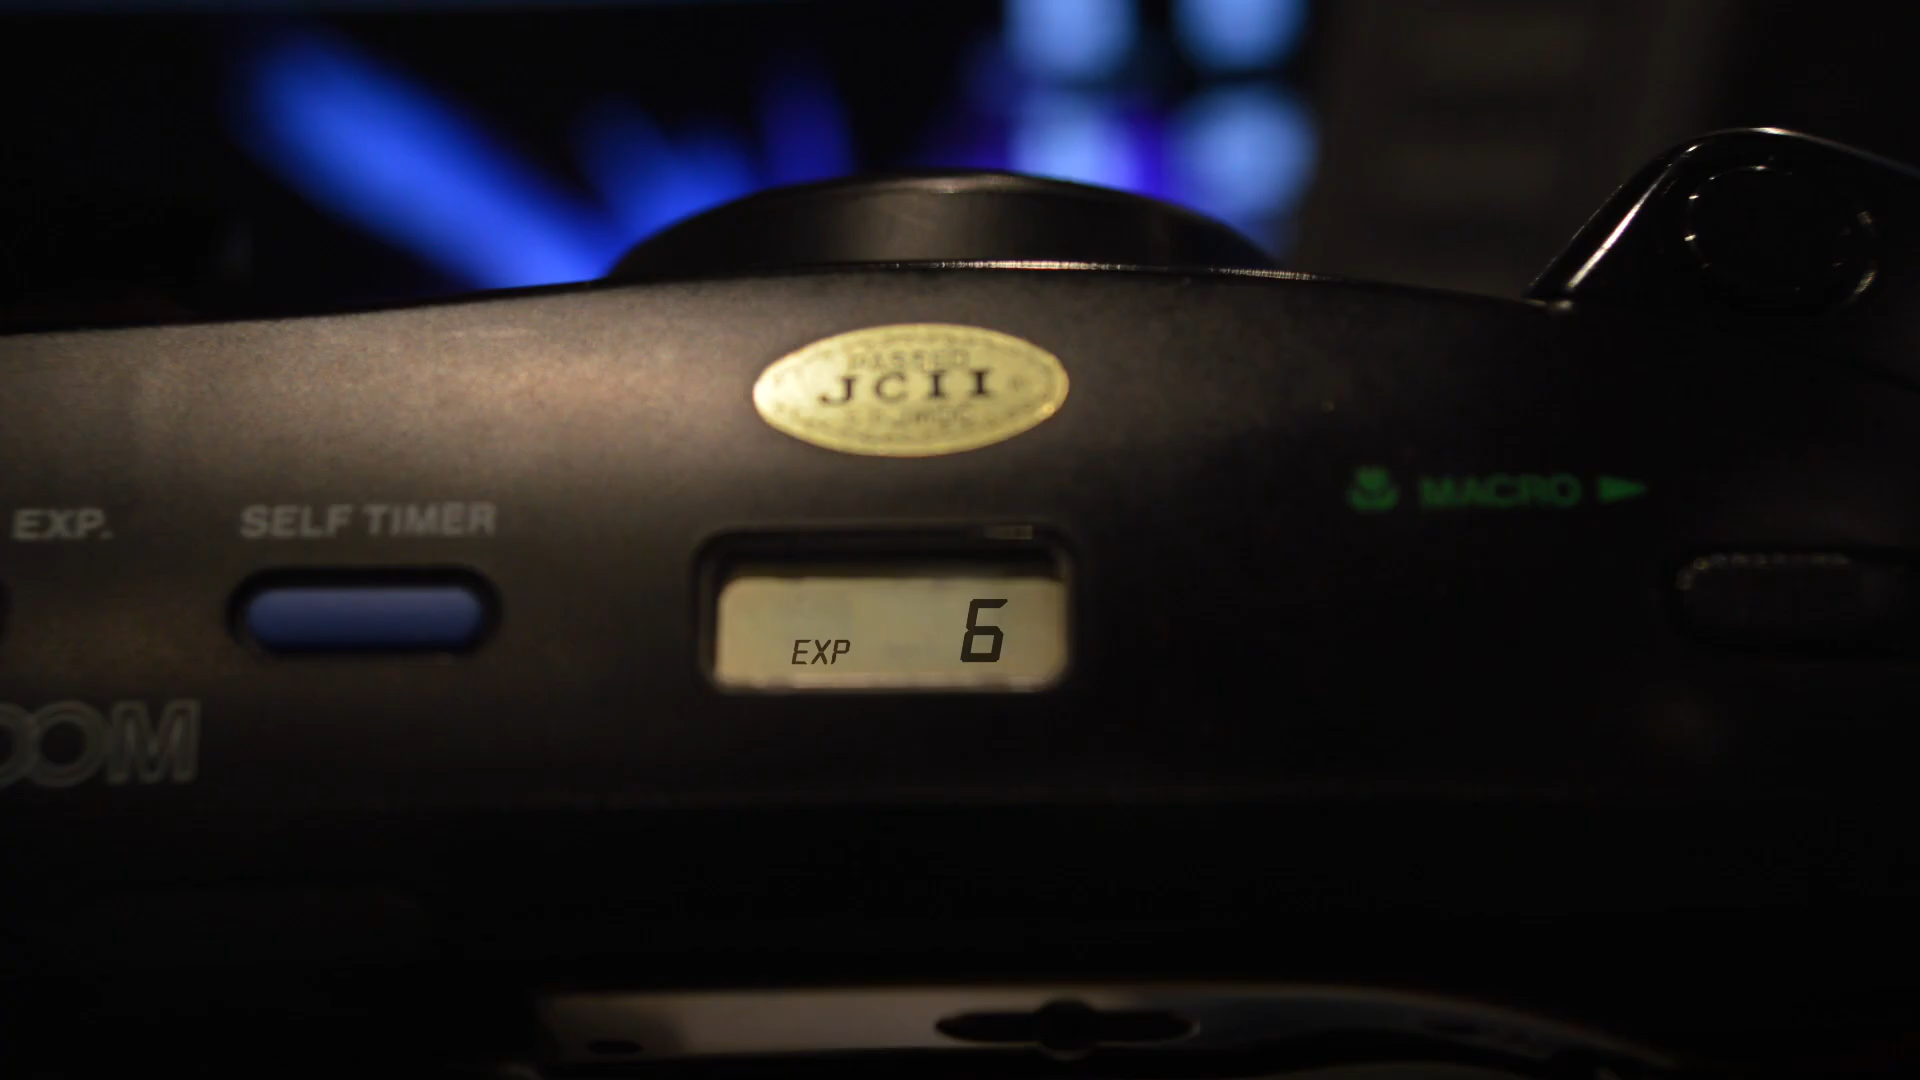 PASSED
JCII
EXP.
SELF TIMER
MACRO
EXP 6
OOM